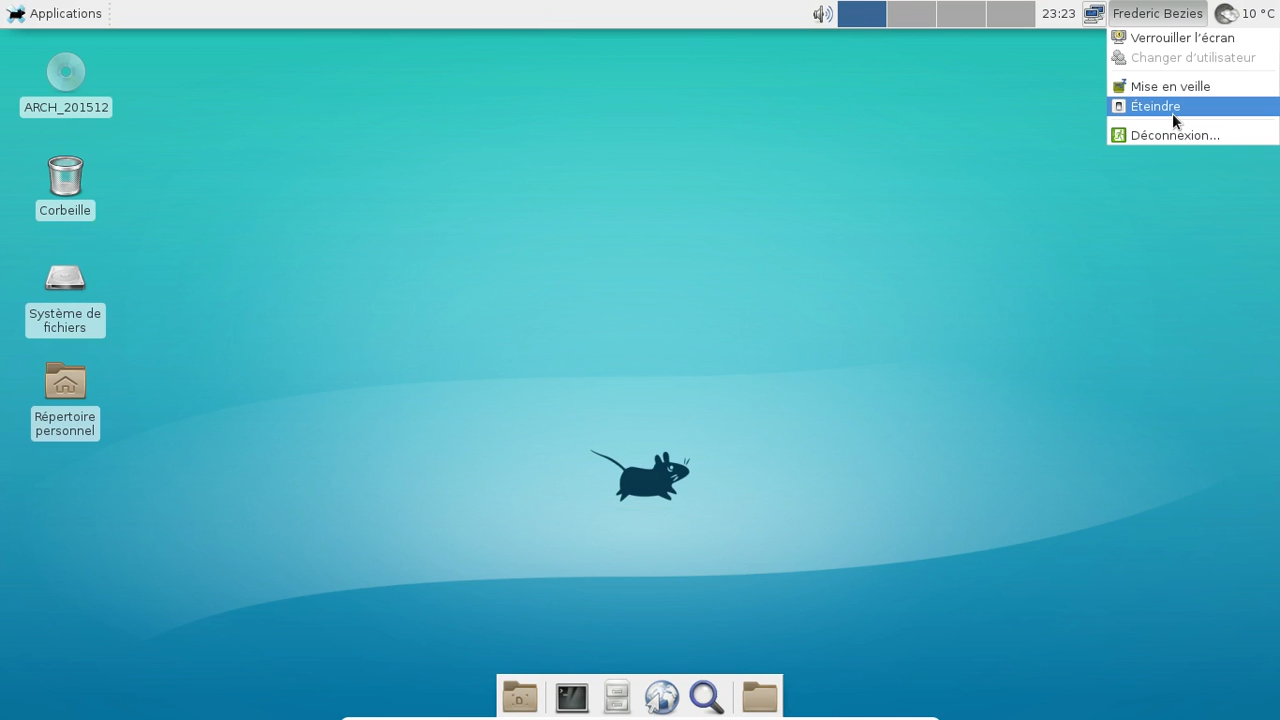 Applications
23:23
Frederic Bezies
10 °C
Verrouiller l’écran
Changer d’utilisateur
Mise en veille
Éteindre
Déconnexion...
ARCH_201512
Corbeille
Système de
fichiers
Répertoire
personnel